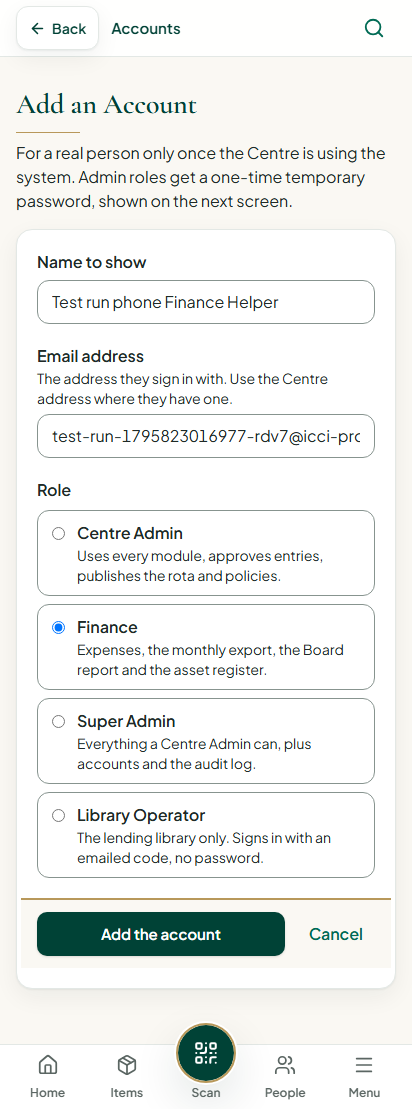 Back
Accounts
Add an Account
For a real person only once the Centre is using the
system. Admin roles get a one-time temporary
password, shown on the next screen.
Name to show
Test run phone Finance Helper
Email address
The address they sign in with. Use the Centre
address where they have one.
test-run-1795823016977-rdv7@icci-prc
Role
Centre Admin
Uses every module, approves entries,
publishes the rota and policies.
Finance
Expenses, the monthly export, the Board
report and the asset register.
Super Admin
Everything a Centre Admin can, plus
accounts and the audit log.
Library Operator
The lending library only. Signs in with an
emailed code, no password.
Add the account
Cancel
Home
Items
Scan
People
Menu